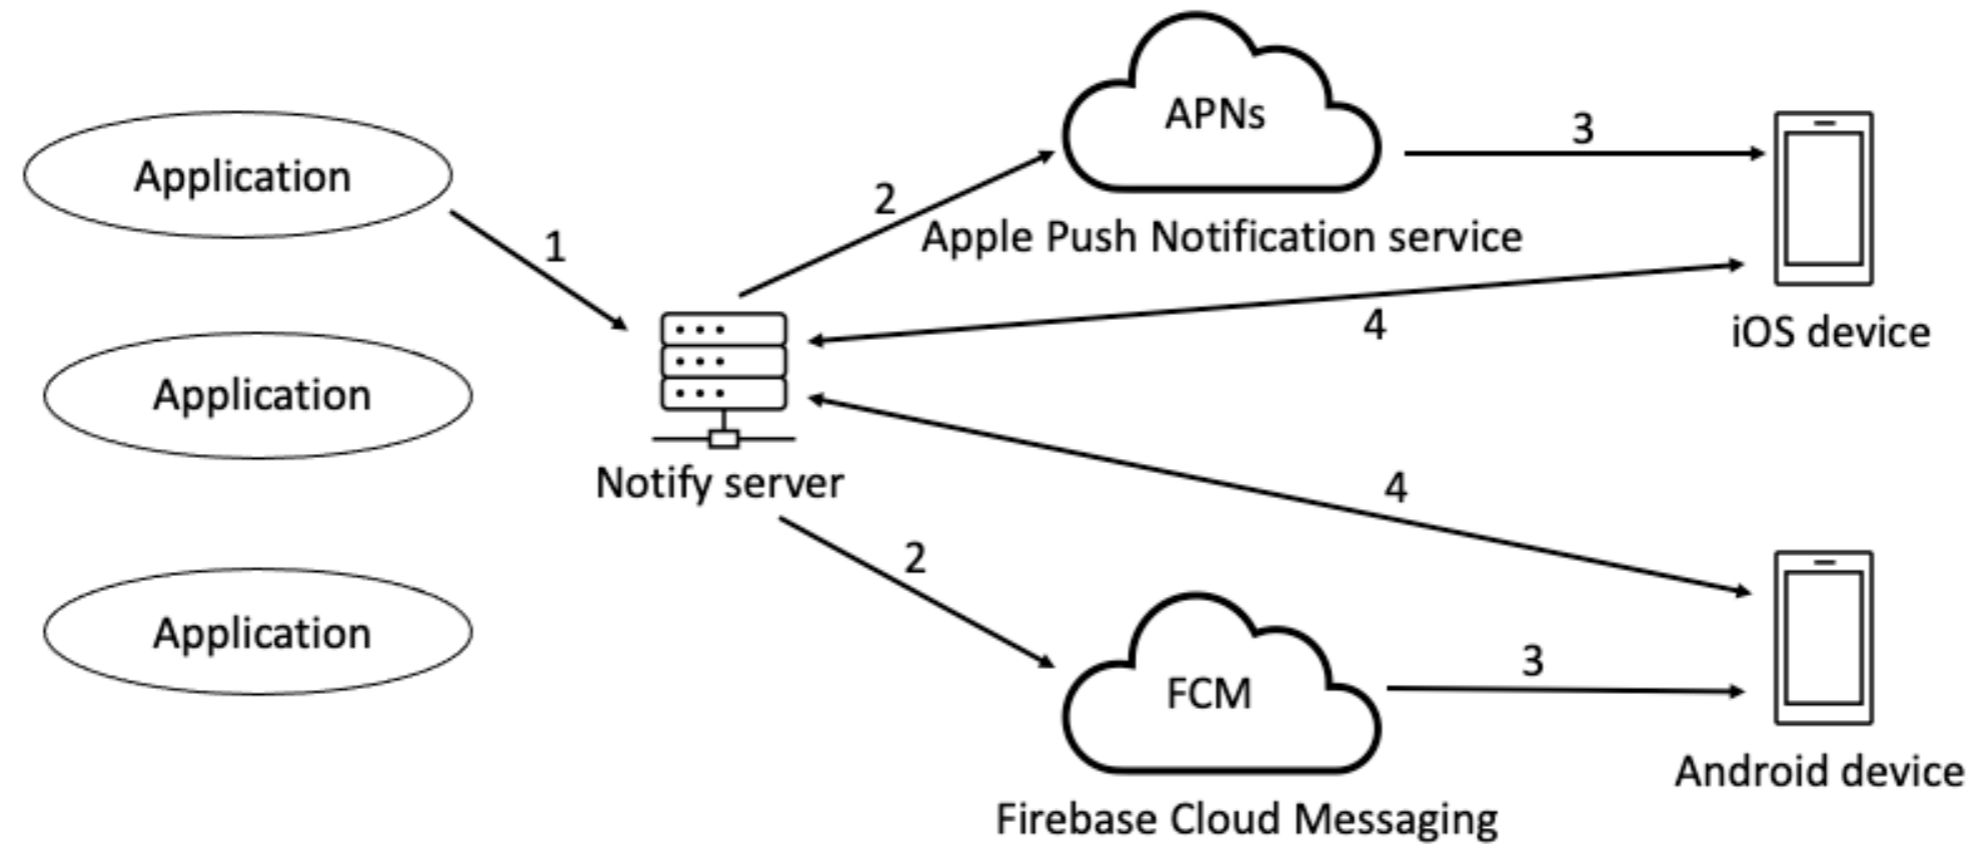 APNs
3
Application
2
1
Apple Push Notification service
4
iOS device
Application
Notify server
4
2
Application
3
FCM
Android device
Firebase Cloud Messaging